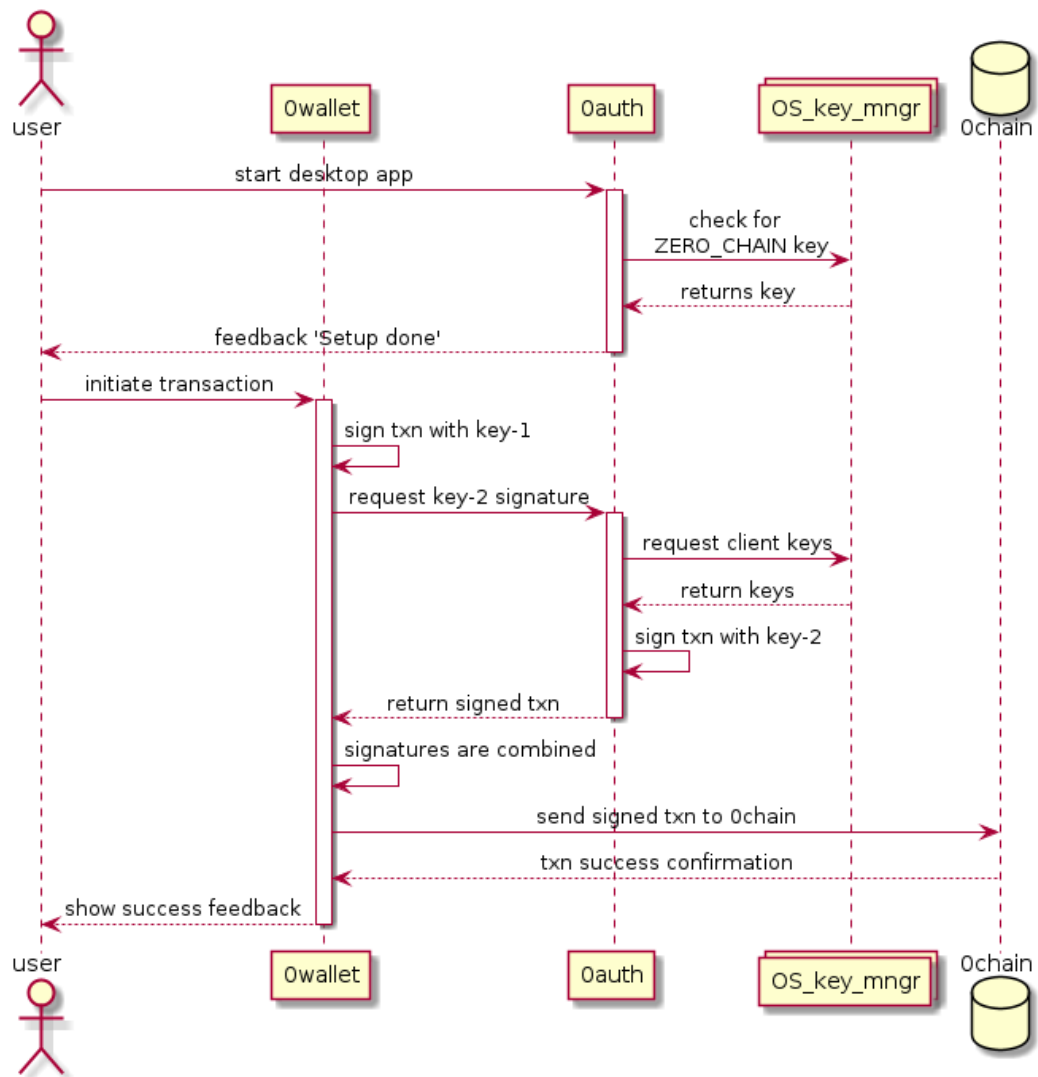 user
0wallet
0auth
OS_key_mngr
0chain
start desktop app
check for
ZERO_CHAIN key
returns key
feedback 'Setup done'
initiate transaction
sign txn with key-1
request key-2 signature
request client keys
return keys
sign txn with key-2
return signed txn
signatures are combined
send signed txn to 0chain
txn success confirmation
show success feedback
user
0wallet
0auth
OS_key_mngr
0chain